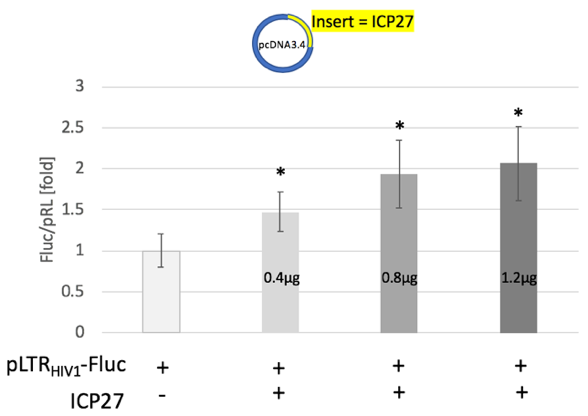 Insert = ICP27
pcDNA3.4
Fluc/pRL [fold]
3
2.5
2
1.5
1
0.5
0
* * *
0.4µg 0.8µg 1.2µg
pLTRHIV1-Fluc + + + +
ICP27 - + + +